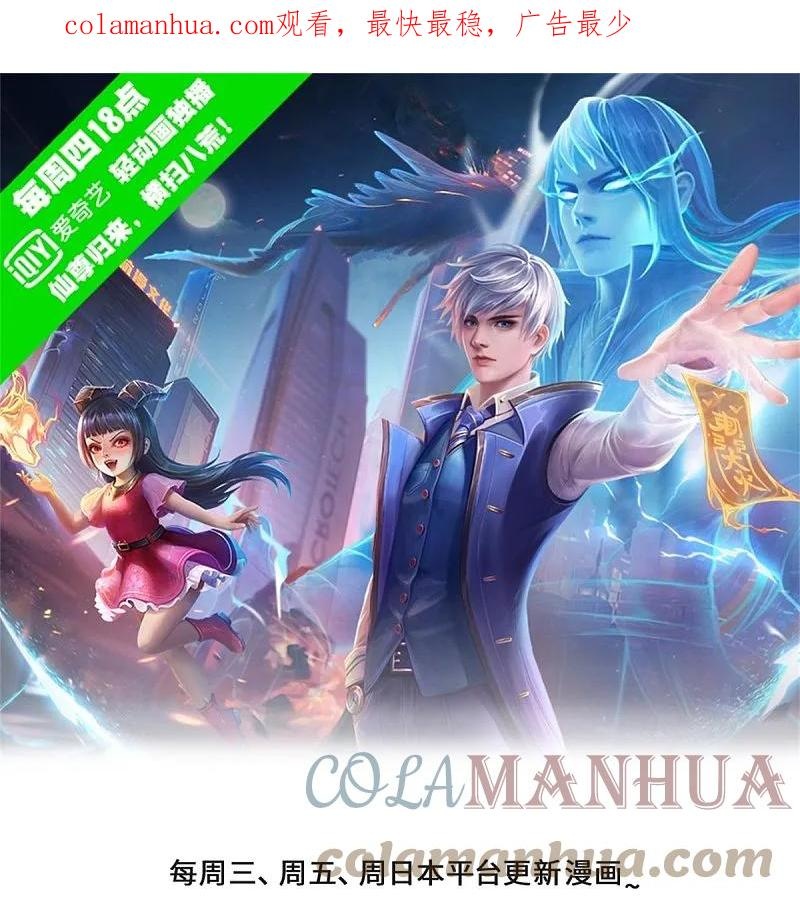 colamanhua.com观看，最快最稳，广告最少
每周四18点
iQIYI 爱奇艺 轻动画独播
仙尊归来，横扫八荒！
CROITECH
COLAMANHUA
colamanhua.com
每周三、周五、周日本平台更新漫画~